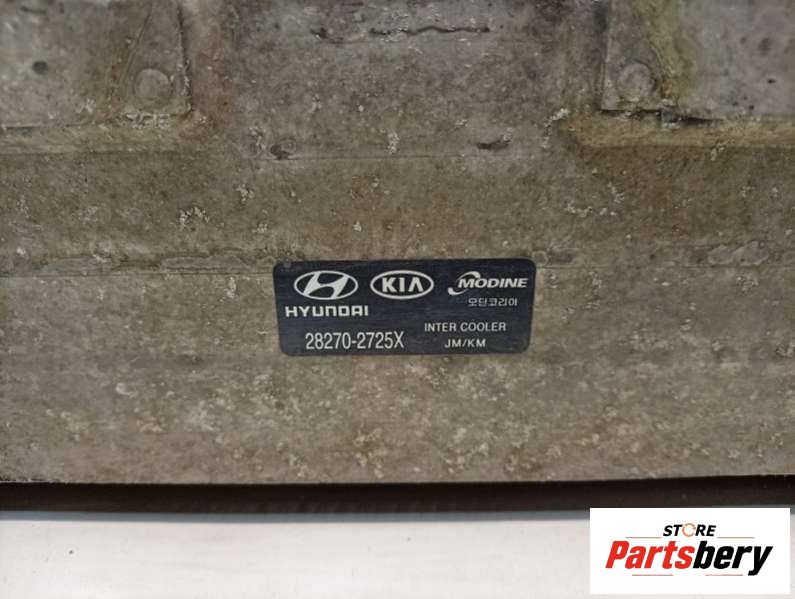 HYUNDAI
KIA
MODINE
모딘코리아
28270-2725X
INTER COOLER
JM/KM
STORE
Partsbery